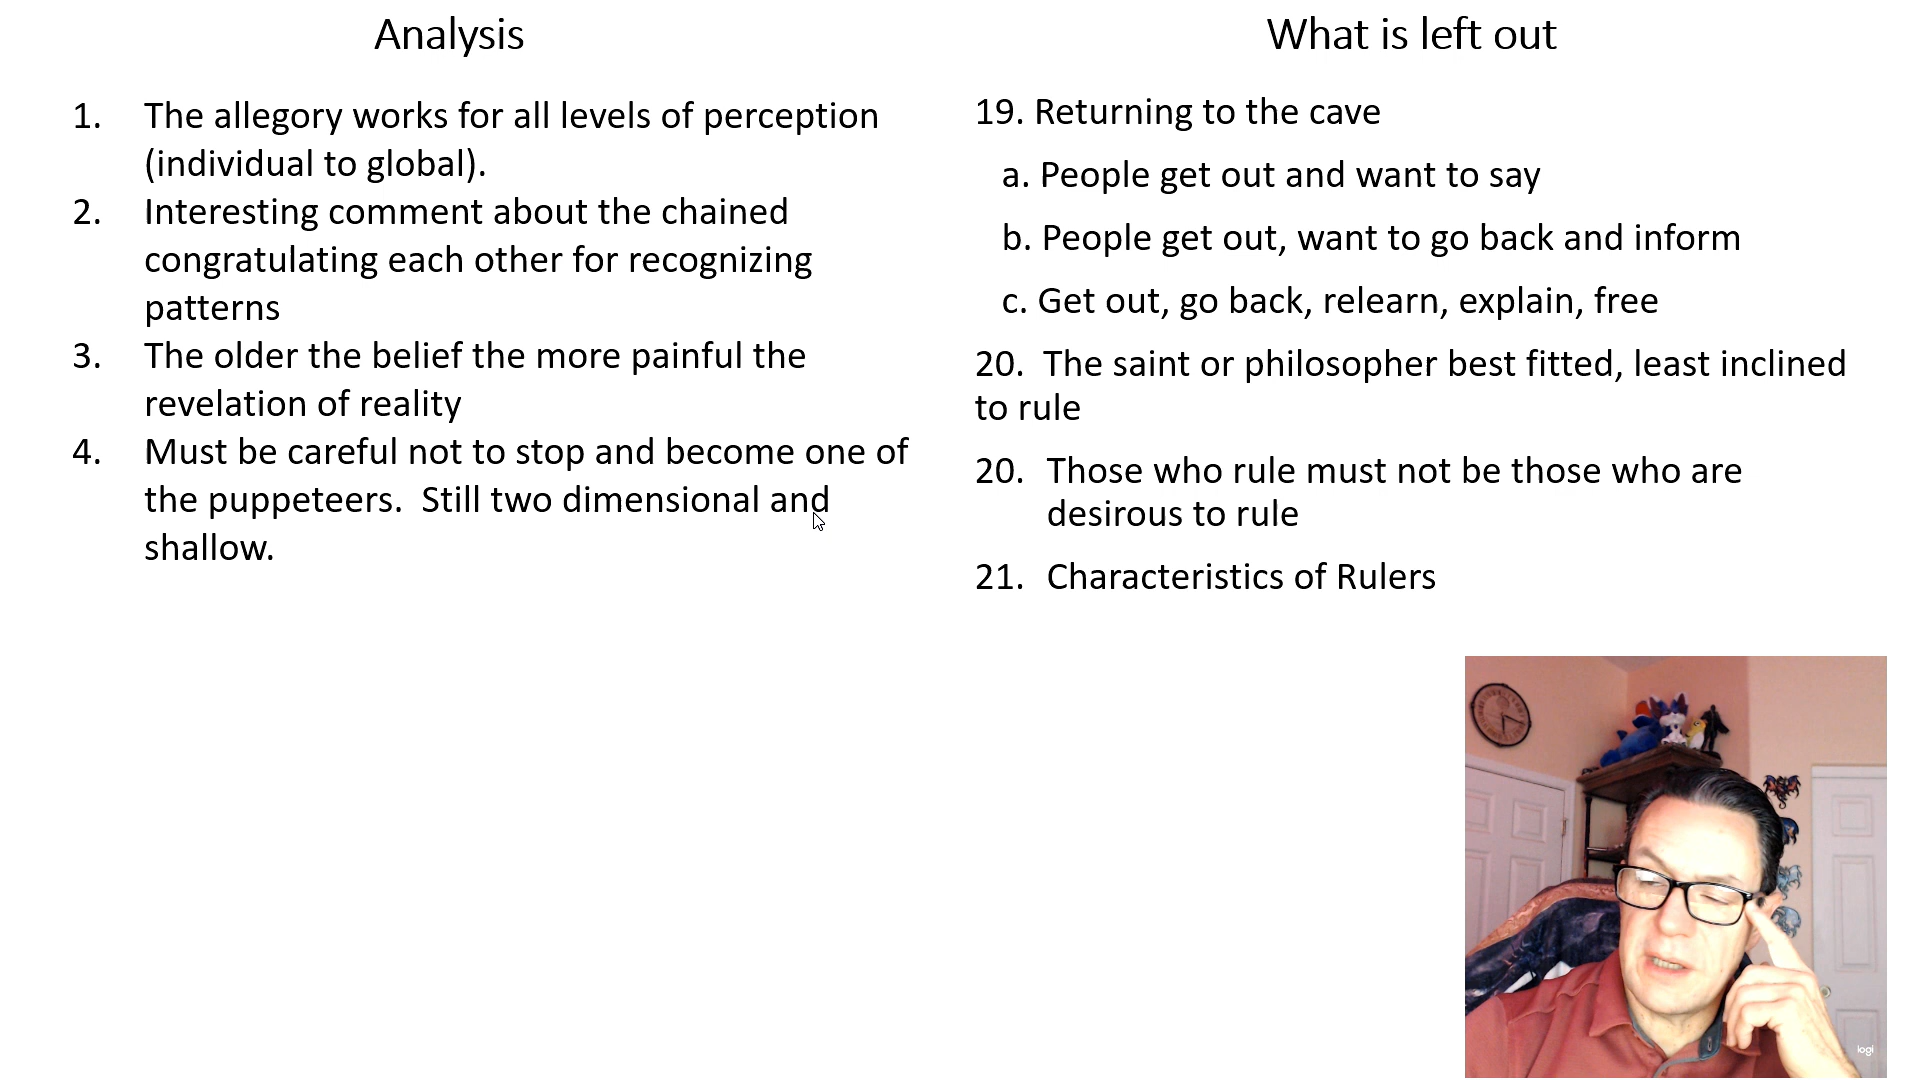 Analysis
1. The allegory works for all levels of perception
(individual to global).
2. Interesting comment about the chained
congratulating each other for recognizing
patterns
3. The older the belief the more painful the
revelation of reality
4. Must be careful not to stop and become one of
the puppeteers.  Still two dimensional and
shallow.
What is left out
19. Returning to the cave
a. People get out and want to say
b. People get out, want to go back and inform
c. Get out, go back, relearn, explain, free
20.  The saint or philosopher best fitted, least inclined
to rule
20. Those who rule must not be those who are
desirous to rule
21. Characteristics of Rulers
logi